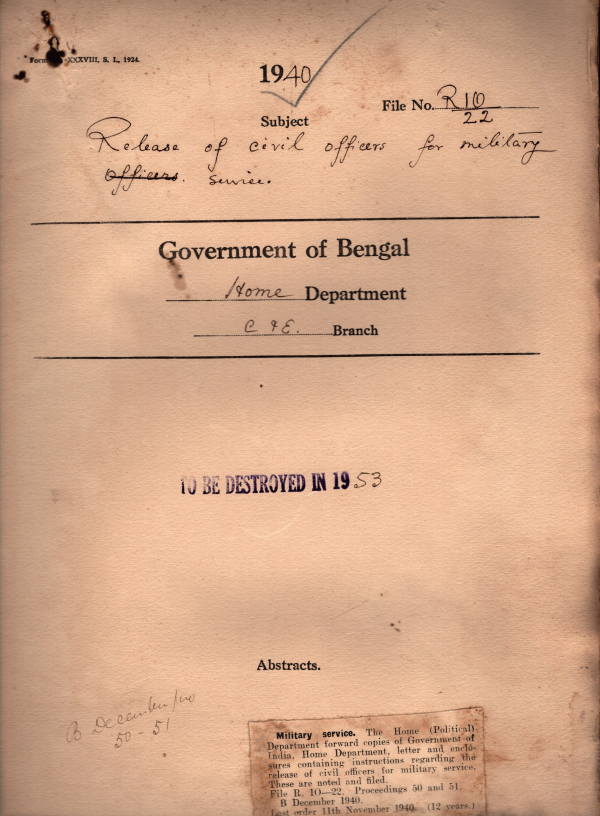 XXXVIII, S. L., 1924.
1940
File No. R10
22
Subject
Release of civil officers for military
officers. service.
Government of Bengal
Home Department
C & E. Branch
TO BE DESTROYED IN 1953
Abstracts.
B December/40
50 - 51
Military service. The Home (Political)
Department forward copies of Government of
India, Home Department, letter and enclo-
sures containing instructions regarding the
release of civil officers for military service.
These are noted and filed.
File R. 10—22. Proceedings 50 and 51.
B December 1940.
Last order 11th November 1940. (12 years.)